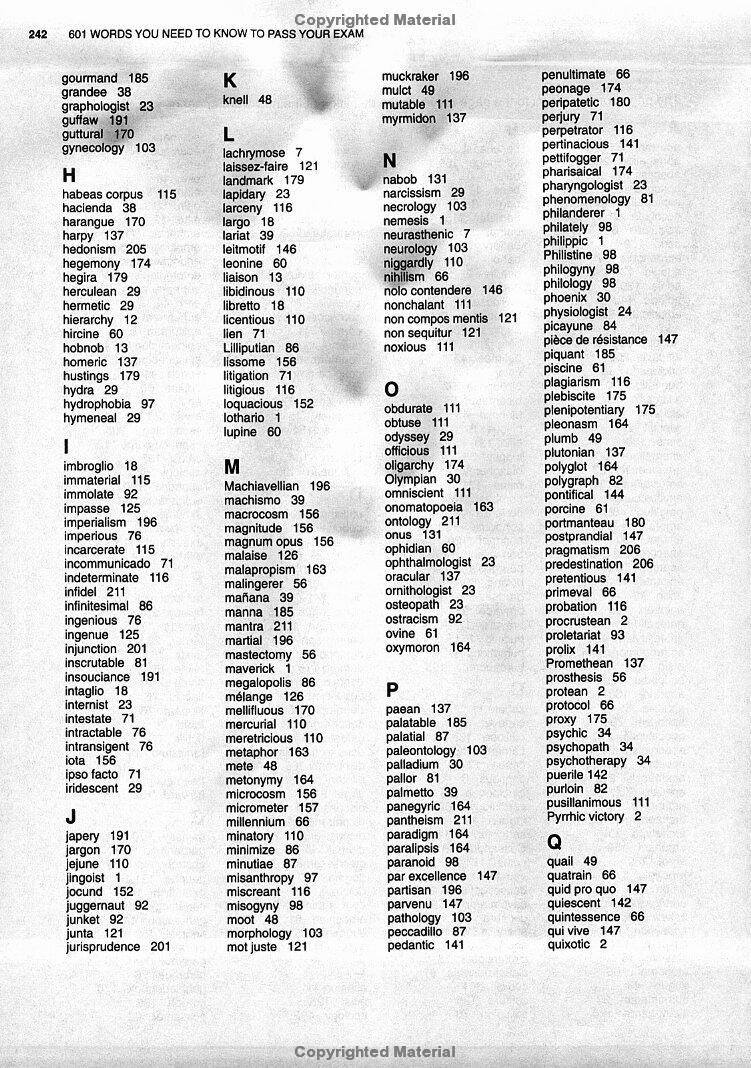 Copyrighted Material
242 601 WORDS YOU NEED TO KNOW TO PASS YOUR EXAM
gourmand 185
grandee 38
graphologist 23
guffaw 191
guttural 170
gynecology 103
H
habeas corpus 115
hacienda 38
harangue 170
harpy 137
hedonism 205
hegemony 174
hegira 179
herculean 29
hermetic 29
hierarchy 12
hircine 60
hobnob 13
homeric 137
hustings 179
hydra 29
hydrophobia 97
hymeneal 29
I
imbroglio 18
immaterial 115
immolate 92
impasse 125
imperialism 196
imperious 76
incarcerate 115
incommunicado 71
indeterminate 116
infidel 211
infinitesimal 86
ingenious 76
ingenue 125
injunction 201
inscrutable 81
insouciance 191
intaglio 18
internist 23
intestate 71
intractable 76
intransigent 76
iota 156
ipso facto 71
iridescent 29
J
japery 191
jargon 170
jejune 110
jingoist 1
jocund 152
juggernaut 92
junket 92
junta 121
jurisprudence 201
K
knell 48
L
lachrymose 7
laissez-faire 121
landmark 179
lapidary 23
larceny 116
largo 18
lariat 39
leitmotif 146
leonine 60
liaison 13
libidinous 110
libretto 18
licentious 110
lien 71
Lilliputian 86
lissome 156
litigation 71
litigious 116
loquacious 152
lothario 1
lupine 60
M
Machiavellian 196
machismo 39
macrocosm 156
magnitude 156
magnum opus 156
malaise 126
malapropism 163
malingerer 56
mañana 39
manna 185
mantra 211
martial 196
mastectomy 56
maverick 1
megalopolis 86
mélange 126
mellifluous 170
mercurial 110
meretricious 110
metaphor 163
mete 48
metonymy 164
microcosm 156
micrometer 157
millennium 66
minatory 110
minimize 86
minutiae 87
misanthropy 97
miscreant 116
misogyny 98
moot 48
morphology 103
mot juste 121
muckraker 196
mulct 49
mutable 111
myrmidon 137
N
nabob 131
narcissism 29
necrology 103
nemesis 1
neurasthenic 7
neurology 103
niggardly 110
nihilism 66
nolo contendere 146
nonchalant 111
non compos mentis 121
non sequitur 121
noxious 111
O
obdurate 111
obtuse 111
odyssey 29
officious 111
oligarchy 174
Olympian 30
omniscient 111
onomatopoeia 163
ontology 211
onus 131
ophidian 60
ophthalmologist 23
oracular 137
ornithologist 23
osteopath 23
ostracism 92
ovine 61
oxymoron 164
P
paean 137
palatable 185
palatial 87
paleontology 103
palladium 30
pallor 81
palmetto 39
panegyric 164
pantheism 211
paradigm 164
paralipsis 164
paranoid 98
par excellence 147
partisan 196
parvenu 147
pathology 103
peccadillo 87
pedantic 141
penultimate 66
peonage 174
peripatetic 180
perjury 71
perpetrator 116
pertinacious 141
pettifogger 71
pharisaical 174
pharyngologist 23
phenomenology 81
philanderer 1
philately 98
philippic 1
Philistine 98
philogyny 98
philology 98
phoenix 30
physiologist 24
picayune 84
pièce de résistance 147
piquant 185
piscine 61
plagiarism 116
plebiscite 175
plenipotentiary 175
pleonasm 164
plumb 49
plutonian 137
polyglot 164
polygraph 82
pontifical 144
porcine 61
portmanteau 180
postprandial 147
pragmatism 206
predestination 206
pretentious 141
primeval 66
probation 116
procrustean 2
proletariat 93
prolix 141
Promethean 137
prosthesis 56
protean 2
protocol 66
proxy 175
psychic 34
psychopath 34
psychotherapy 34
puerile 142
purloin 82
pusillanimous 111
Pyrrhic victory 2
Q
quail 49
quatrain 66
quid pro quo 147
quiescent 142
quintessence 66
qui vive 147
quixotic 2
Copyrighted Material